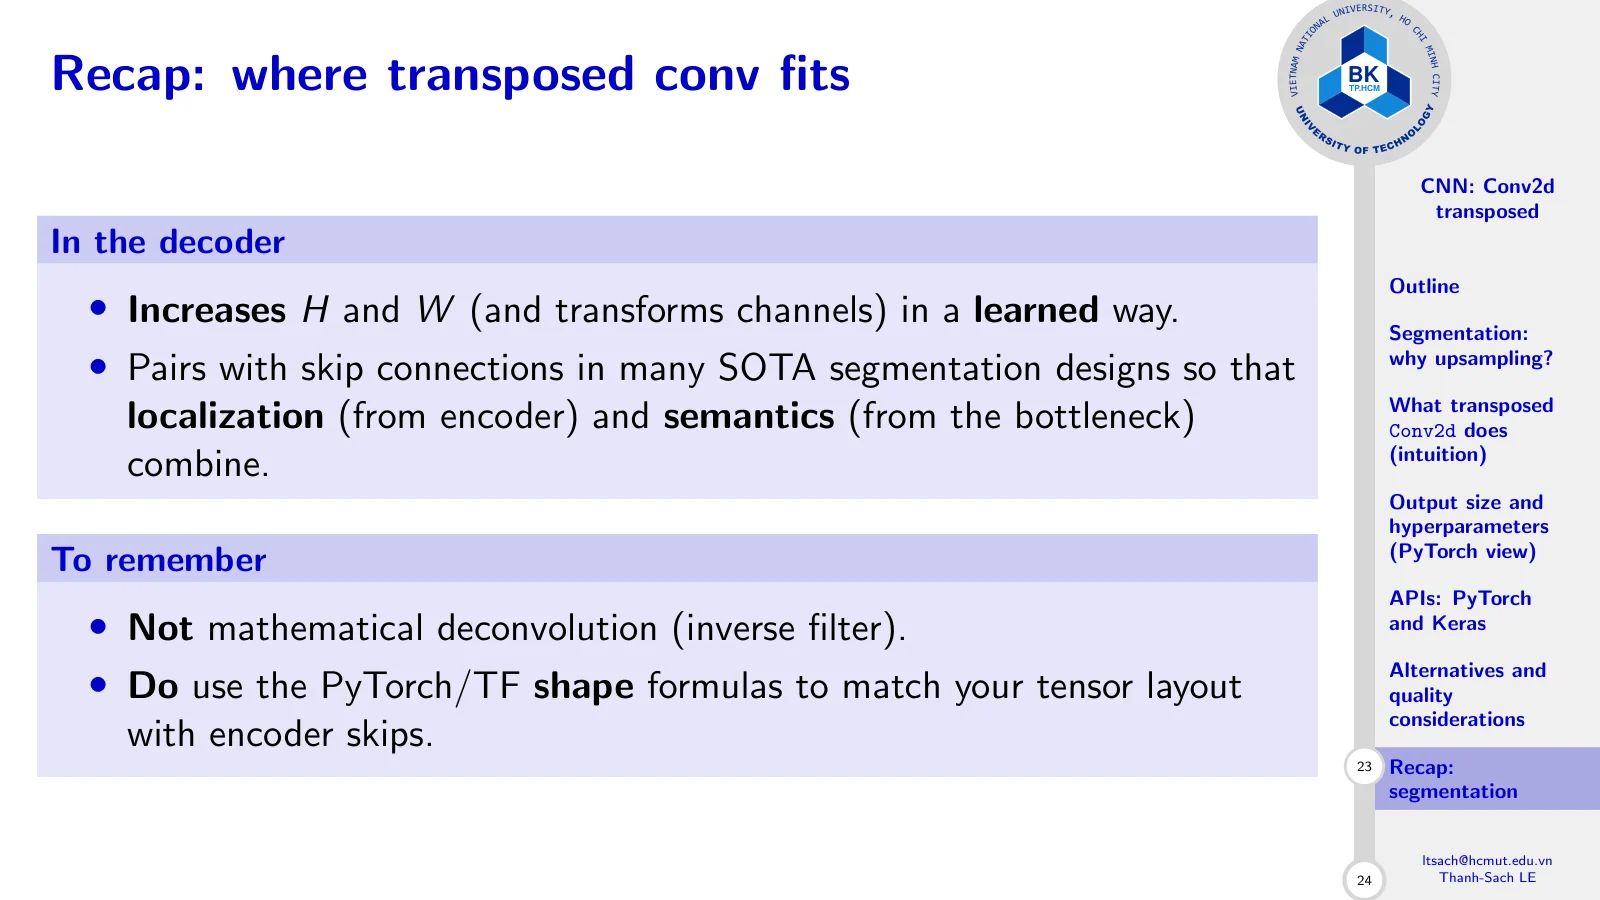 Recap: where transposed conv fits
In the decoder
• Increases H and W (and transforms channels) in a learned way.
• Pairs with skip connections in many SOTA segmentation designs so that
localization (from encoder) and semantics (from the bottleneck)
combine.
To remember
• Not mathematical deconvolution (inverse filter).
• Do use the PyTorch/TF shape formulas to match your tensor layout
with encoder skips.
VIETNAM NATIONAL UNIVERSITY, HO CHI MINH CITY
BK
TP.HCM
UNIVERSITY OF TECHNOLOGY
CNN: Conv2d
transposed
Outline
Segmentation:
why upsampling?
What transposed
Conv2d does
(intuition)
Output size and
hyperparameters
(PyTorch view)
APIs: PyTorch
and Keras
Alternatives and
quality
considerations
23
Recap:
segmentation
ltsach@hcmut.edu.vn
Thanh-Sach LE
24